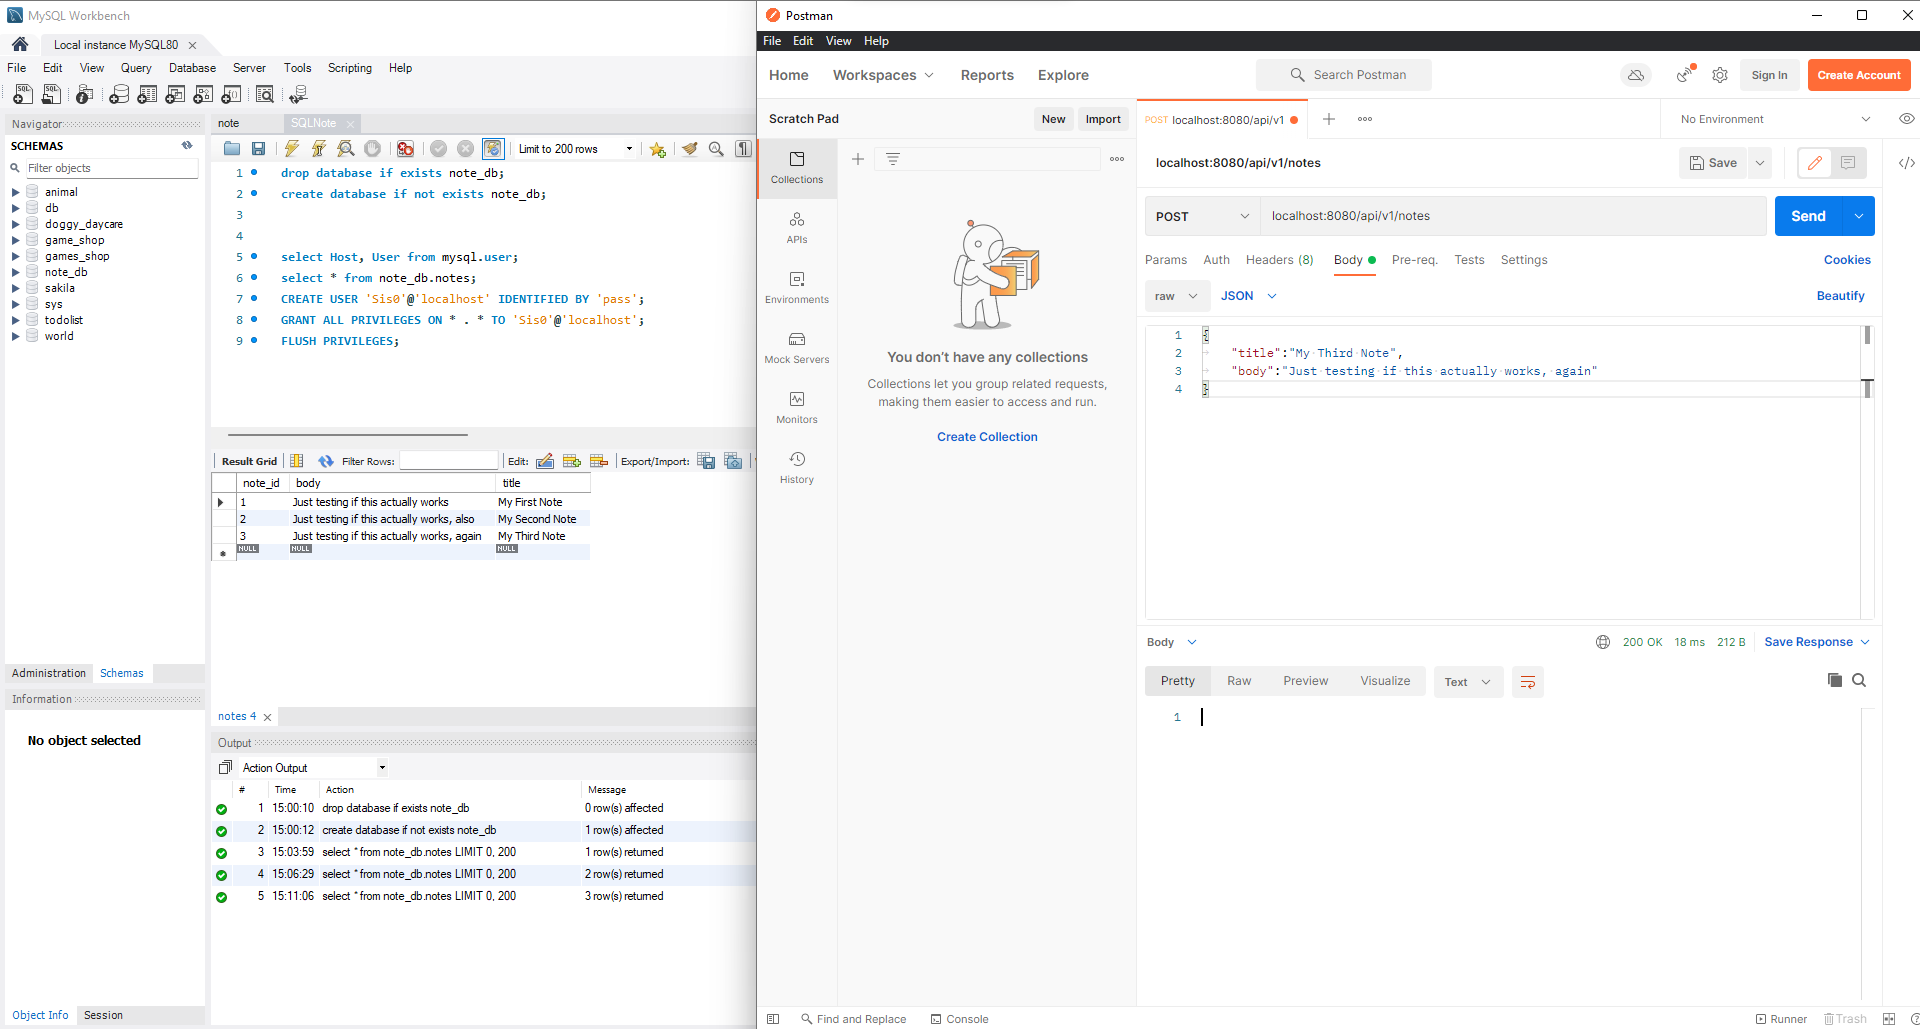 MySQL Workbench
Local instance MySQL80
File Edit View Query Database Server Tools Scripting Help
Navigator
SCHEMAS
Filter objects
animal
db
doggy_daycare
game_shop
games_shop
note_db
sakila
sys
todolist
world
Administration Schemas
Information
No object selected
Object Info Session
note SQLNote
Limit to 200 rows
1 drop database if exists note_db;
2 create database if not exists note_db;
3
4
5 select Host, User from mysql.user;
6 select * from note_db.notes;
7 CREATE USER 'Sis0'@'localhost' IDENTIFIED BY 'pass';
8 GRANT ALL PRIVILEGES ON * . * TO 'Sis0'@'localhost';
9 FLUSH PRIVILEGES;
Result Grid Filter Rows: Edit: Export/Import:
note_id body title
1 Just testing if this actually works My First Note
2 Just testing if this actually works, also My Second Note
3 Just testing if this actually works, again My Third Note
NULL NULL NULL
notes 4
Output
Action Output
# Time Action Message
1 15:00:10 drop database if exists note_db 0 row(s) affected
2 15:00:12 create database if not exists note_db 1 row(s) affected
3 15:03:59 select * from note_db.notes LIMIT 0, 200 1 row(s) returned
4 15:06:29 select * from note_db.notes LIMIT 0, 200 2 row(s) returned
5 15:11:06 select * from note_db.notes LIMIT 0, 200 3 row(s) returned
Postman
File Edit View Help
Home Workspaces Reports Explore Search Postman Sign In Create Account
Scratch Pad New Import
Collections
APIs
Environments
Mock Servers
Monitors
History
You don't have any collections
Collections let you group related requests,
making them easier to access and run.
Create Collection
POST localhost:8080/api/v1 No Environment
localhost:8080/api/v1/notes Save
POST localhost:8080/api/v1/notes Send
Params Auth Headers (8) Body Pre-req. Tests Settings Cookies
raw JSON Beautify
1 {
2 "title":"My Third Note",
3 "body":"Just testing if this actually works, again"
4 }
Body 200 OK 18 ms 212 B Save Response
Pretty Raw Preview Visualize Text
1
Find and Replace Console Runner Trash